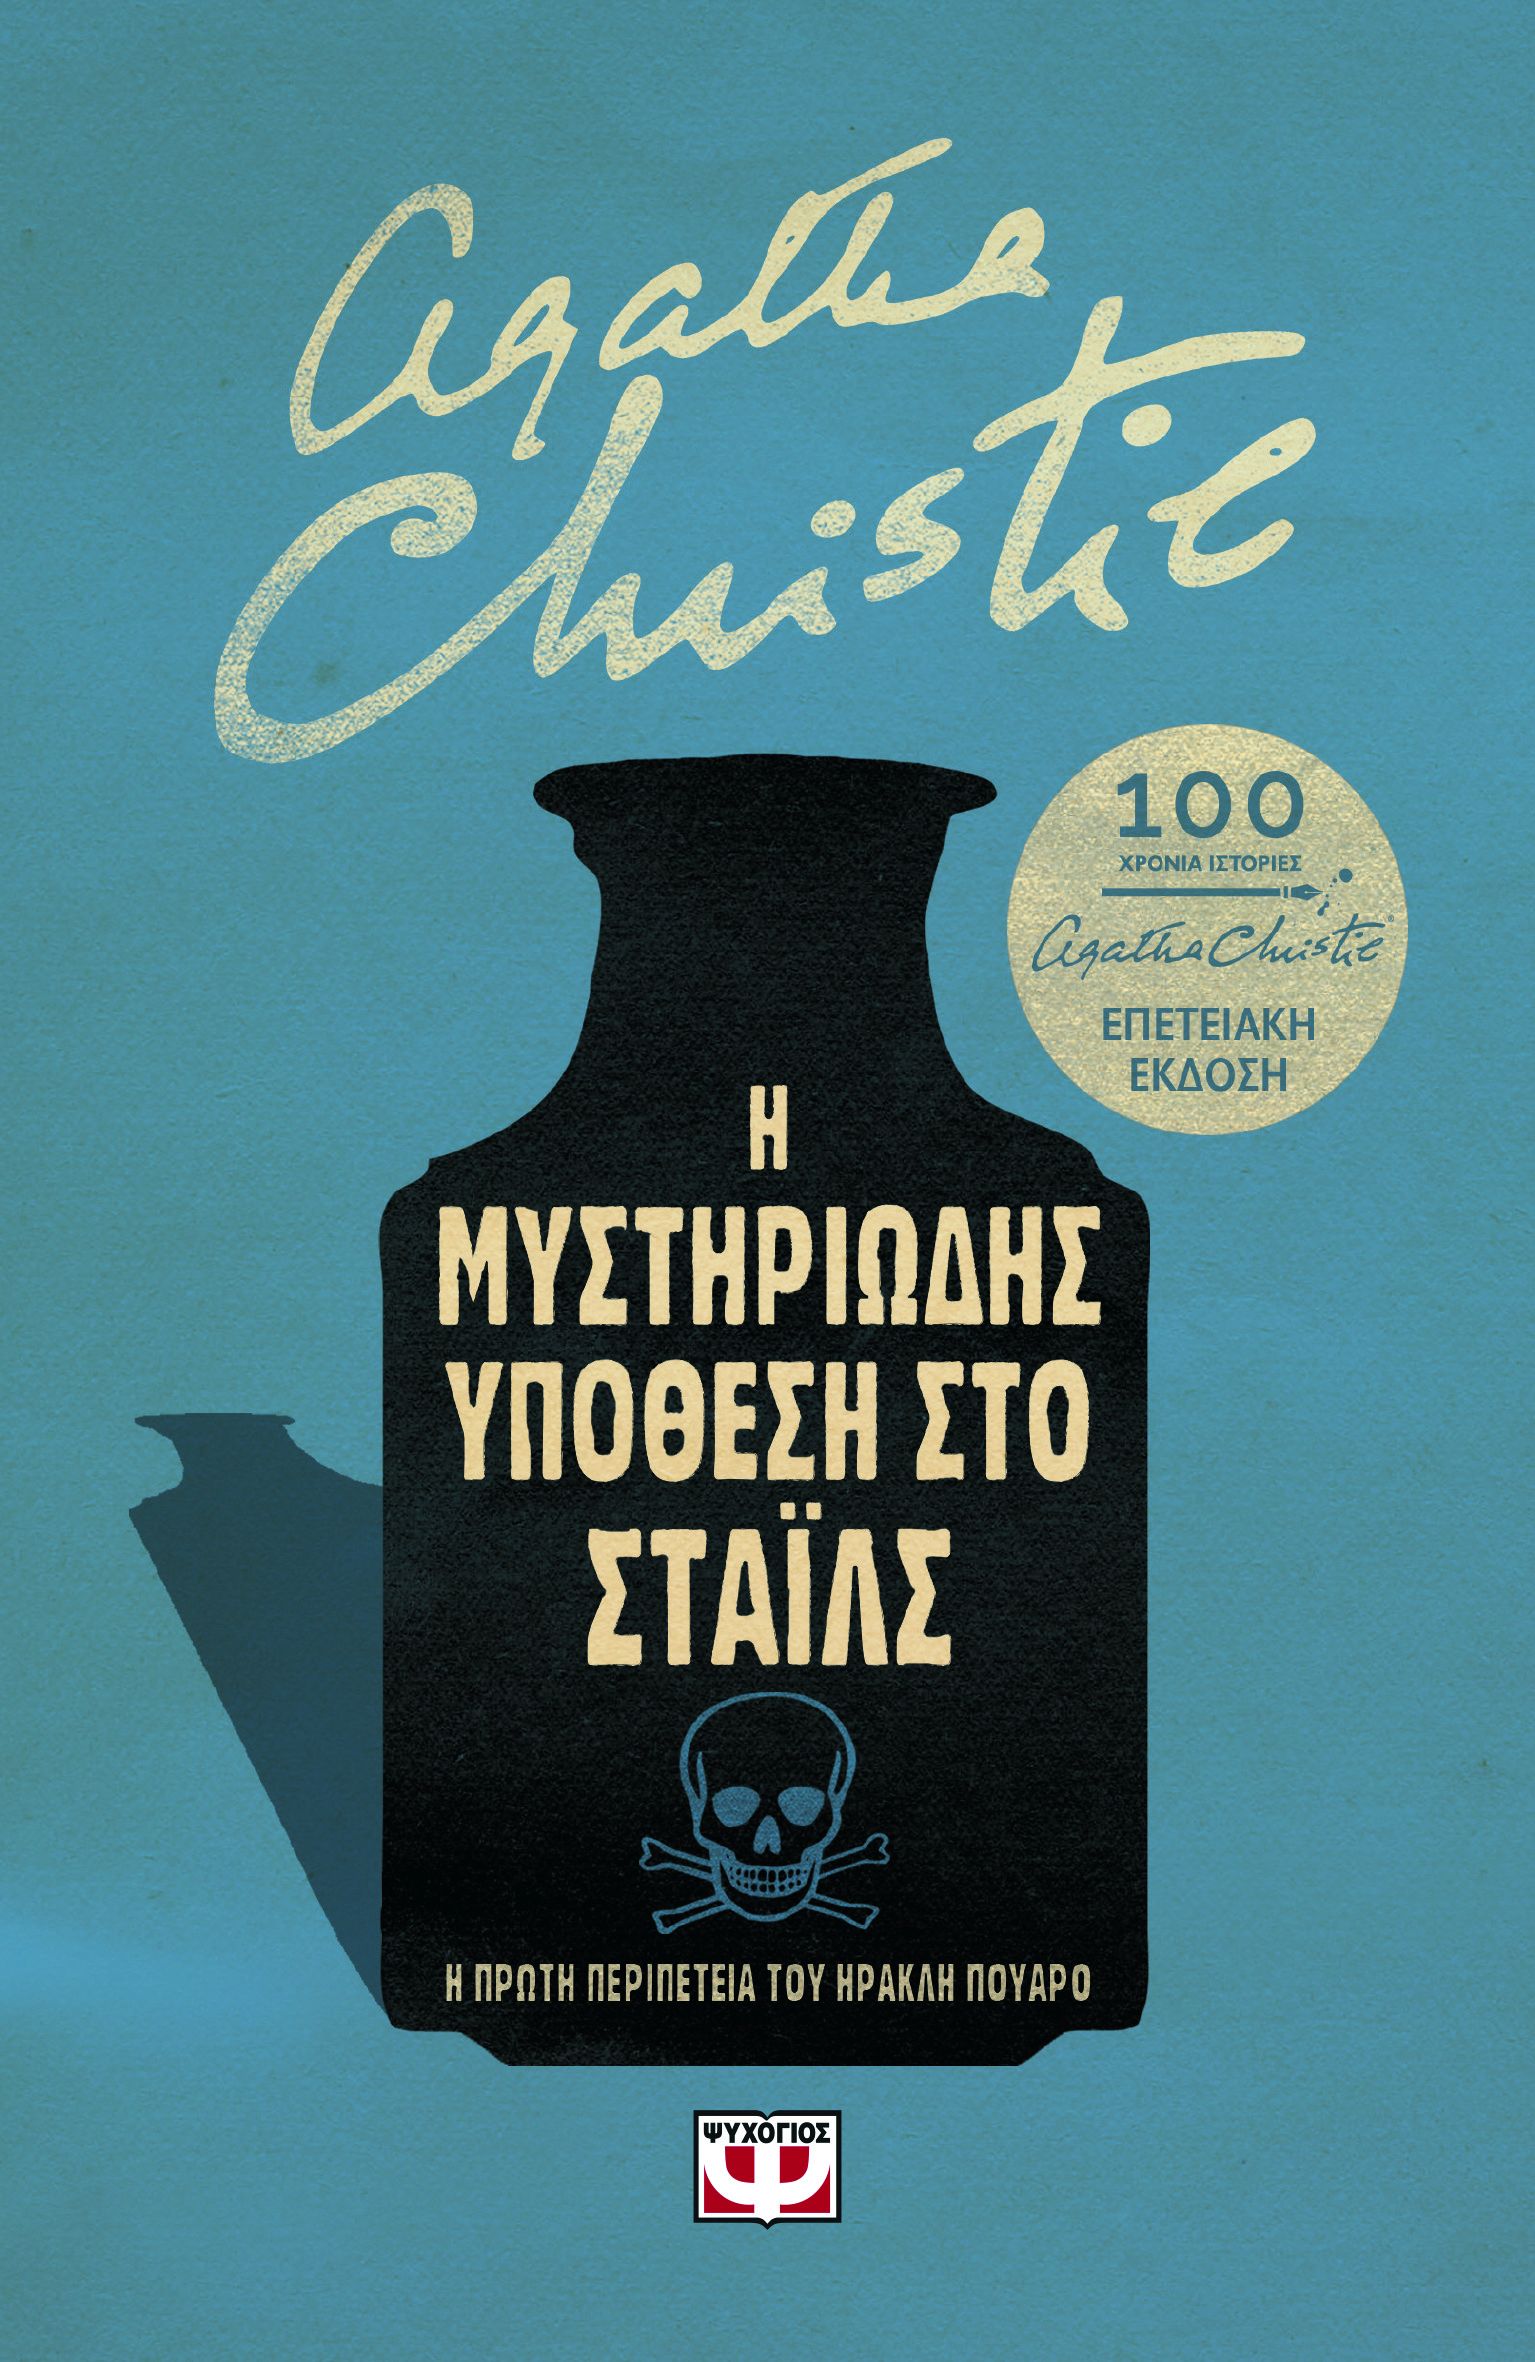 Agatha
Christie
100
ΧΡΟΝΙΑ ΙΣΤΟΡΙΕΣ
Agatha Christie®
ΕΠΕΤΕΙΑΚΗ
ΕΚΔΟΣΗ
Η
ΜΥΣΤΗΡΙΩΔΗΣ
ΥΠΟΘΕΣΗ ΣΤΟ
ΣΤΑΪΛΣ
Η ΠΡΩΤΗ ΠΕΡΙΠΕΤΕΙΑ ΤΟΥ ΗΡΑΚΛΗ ΠΟΥΑΡΟ
ΨΥΧΟΓΙΟΣ
Ψ